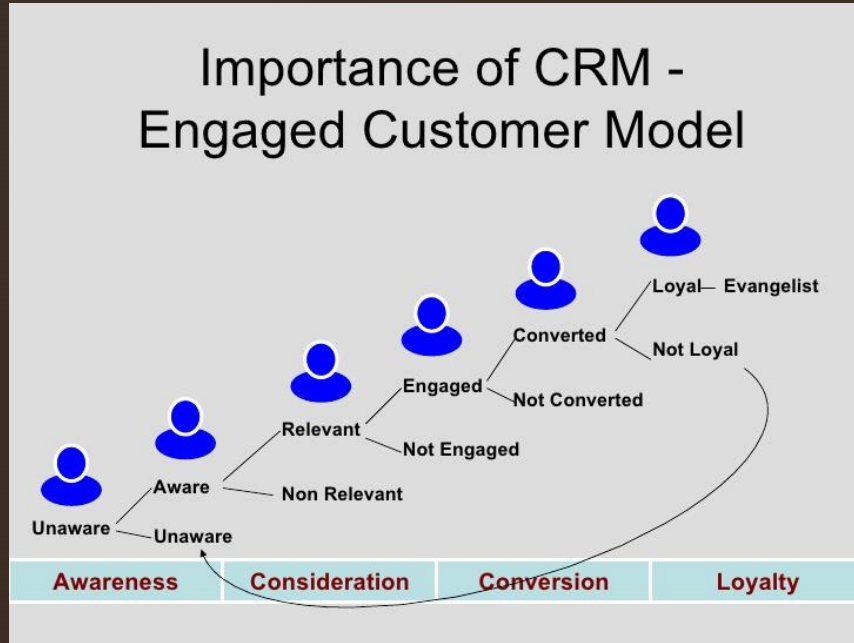 Importance of CRM -
Engaged Customer Model
Loyal
Evangelist
Converted
Not Loyal
Engaged
Not Converted
Relevant
Not Engaged
Aware
Non Relevant
Unaware
Unaware
Awareness
Consideration
Conversion
Loyalty